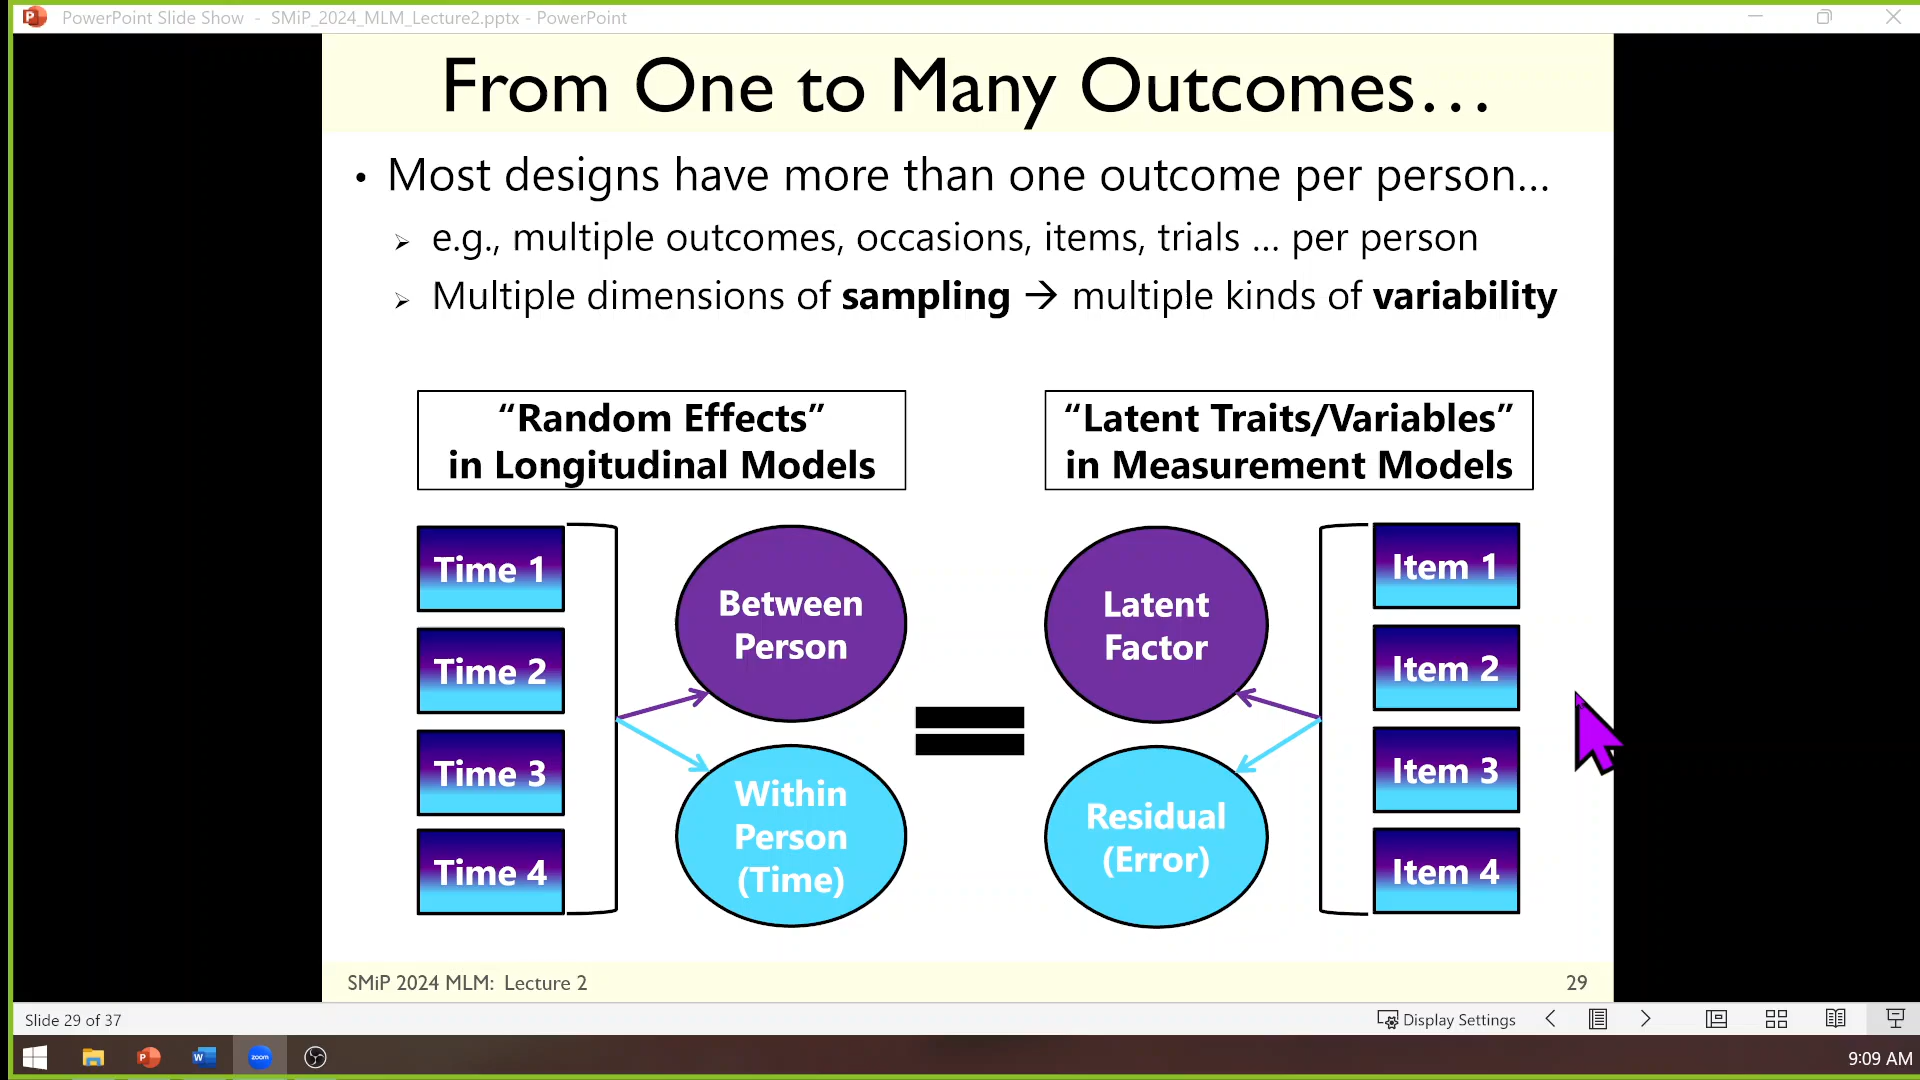 PowerPoint Slide Show - SMiP_2024_MLM_Lecture2.pptx - PowerPoint
From One to Many Outcomes...
• Most designs have more than one outcome per person...
➢ e.g., multiple outcomes, occasions, items, trials ... per person
➢ Multiple dimensions of sampling → multiple kinds of variability
“Random Effects”
in Longitudinal Models
“Latent Traits/Variables”
in Measurement Models
Time 1
Time 2
Time 3
Time 4
Between
Person
Within
Person
(Time)
=
Latent
Factor
Residual
(Error)
Item 1
Item 2
Item 3
Item 4
SMiP 2024 MLM: Lecture 2
29
Slide 29 of 37
Display Settings
zoom
9:09 AM